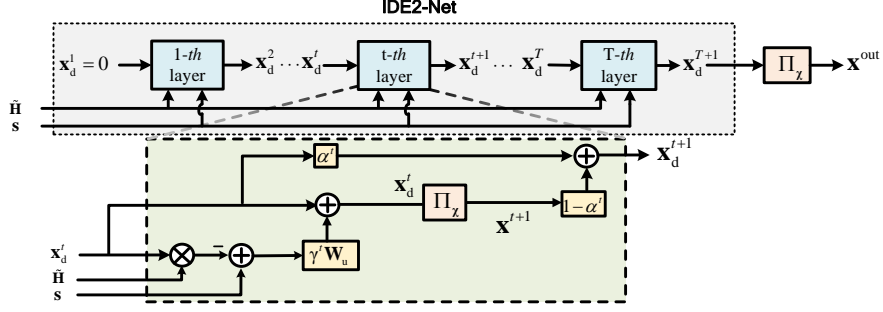 IDE2-Net
x_d^1 = 0
1-th layer
x_d^2 ⋯ x_d^t
t-th layer
x_d^{t+1} ⋯ x_d^T
T-th layer
x_d^{T+1}
Π_χ
x^out
H̃
s
α^t
+
x_d^{t+1}
x_d^t
+
Π_χ
x^{t+1}
1−α^t
x_d^t
×
−
+
γ^t W_u
H̃
s